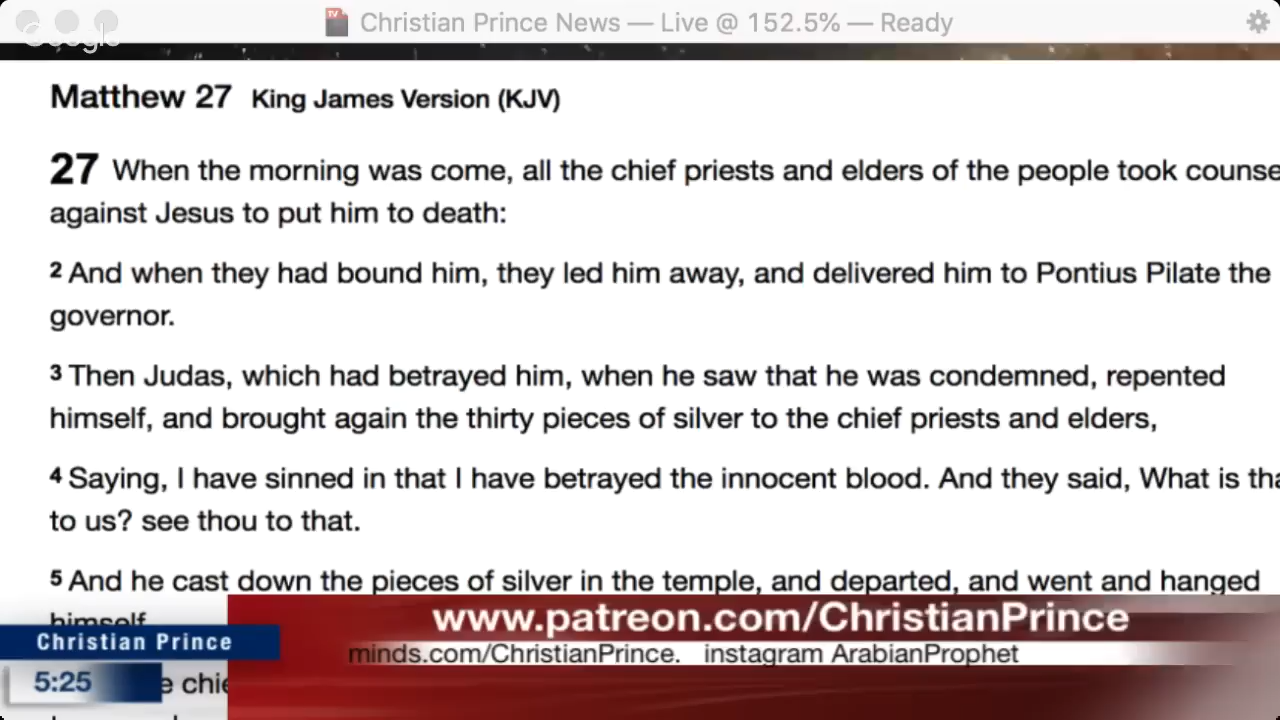 Christian Prince News — Live @ 152.5% — Ready
Google
Matthew 27 King James Version (KJV)
27 When the morning was come, all the chief priests and elders of the people took counse
against Jesus to put him to death:
2 And when they had bound him, they led him away, and delivered him to Pontius Pilate the
governor.
3 Then Judas, which had betrayed him, when he saw that he was condemned, repented
himself, and brought again the thirty pieces of silver to the chief priests and elders,
4 Saying, I have sinned in that I have betrayed the innocent blood. And they said, What is tha
to us? see thou to that.
5 And he cast down the pieces of silver in the temple, and departed, and went and hanged
himself
www.patreon.com/ChristianPrince
Christian Prince
minds.com/ChristianPrince. instagram ArabianProphet
5:25
e chie